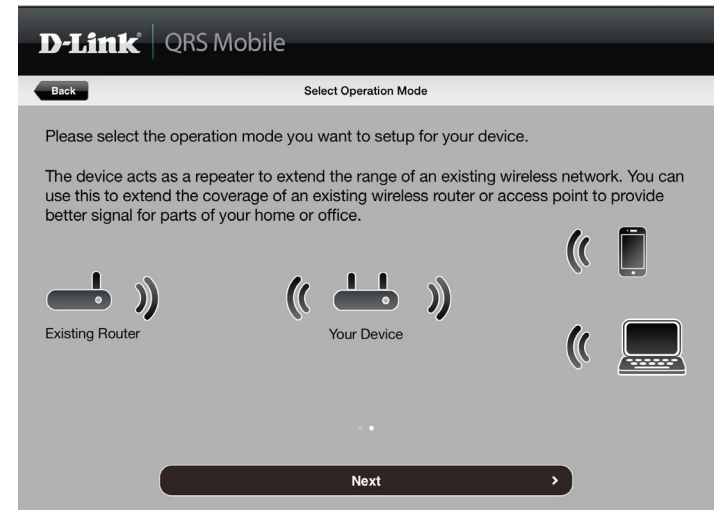 D-Link® QRS Mobile
Back
Select Operation Mode
Please select the operation mode you want to setup for your device.
The device acts as a repeater to extend the range of an existing wireless network. You can
use this to extend the coverage of an existing wireless router or access point to provide
better signal for parts of your home or office.
Existing Router
Your Device
Next